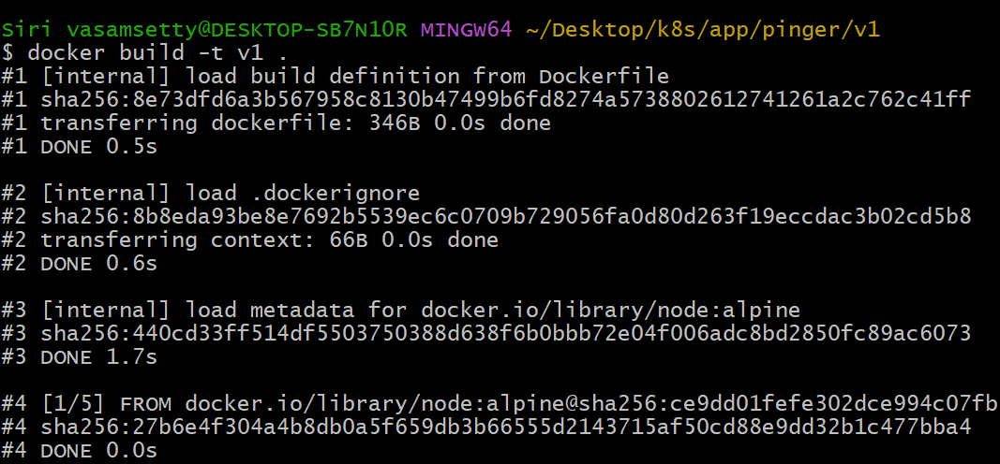 Siri vasamsetty@DESKTOP-SB7N1OR MINGW64 ~/Desktop/k8s/app/pinger/v1
$ docker build -t v1 .
#1 [internal] load build definition from Dockerfile
#1 sha256:8e73dfd6a3b567958c8130b47499b6fd8274a5738802612741261a2c762c41ff
#1 transferring dockerfile: 346B 0.0s done
#1 DONE 0.5s

#2 [internal] load .dockerignore
#2 sha256:8b8eda93be8e7692b5539ec6c0709b729056fa0d80d263f19eccdac3b02cd5b8
#2 transferring context: 66B 0.0s done
#2 DONE 0.6s

#3 [internal] load metadata for docker.io/library/node:alpine
#3 sha256:440cd33ff514df5503750388d638f6b0bbb72e04f006adc8bd2850fc89ac6073
#3 DONE 1.7s

#4 [1/5] FROM docker.io/library/node:alpine@sha256:ce9dd01fefe302dce994c07fb
#4 sha256:27b6e4f304a4b8db0a5f659db3b66555d2143715af50cd88e9dd32b1c477bba4
#4 DONE 0.0s